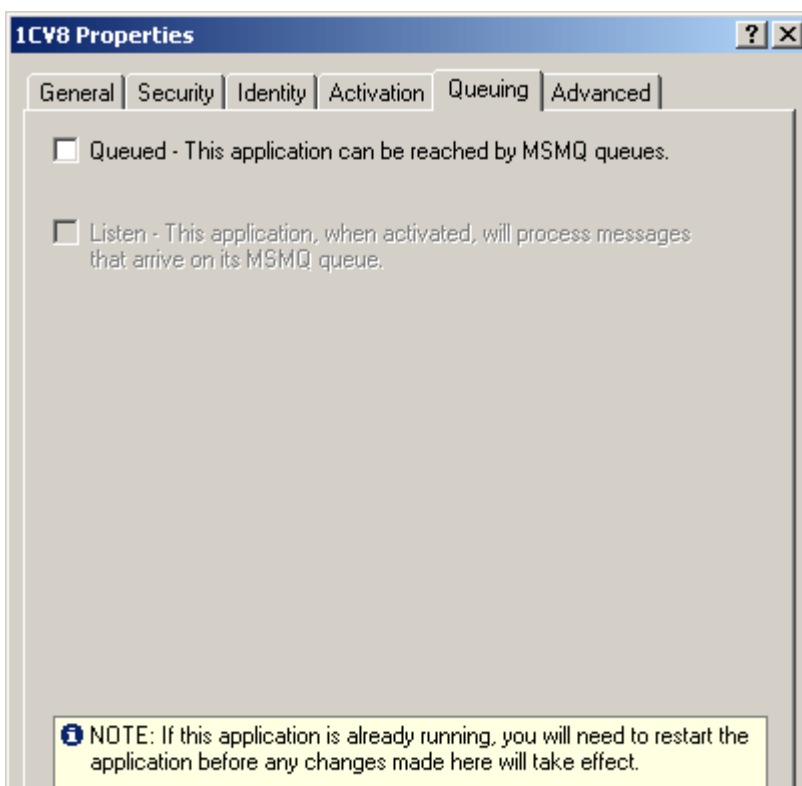 1CV8 Properties
General Security Identity Activation Queuing Advanced
Queued - This application can be reached by MSMQ queues.
Listen - This application, when activated, will process messages
that arrive on its MSMQ queue.
NOTE: If this application is already running, you will need to restart the
application before any changes made here will take effect.